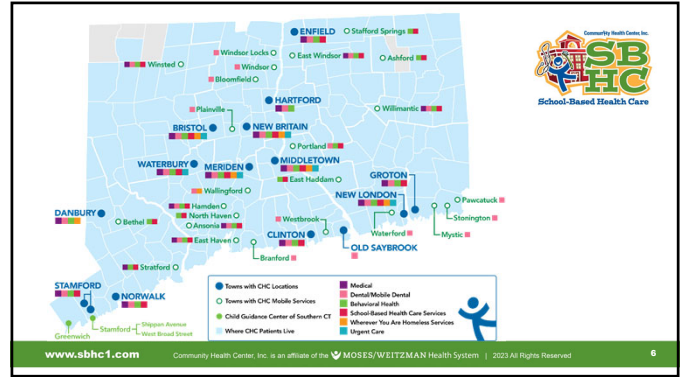 ENFIELD
Stafford Springs
Community Health Center, Inc.
SB
HC
School-Based Health Care
Windsor Locks
East Windsor
Ashford
Winsted
Windsor
Bloomfield
HARTFORD
Plainville
Willimantic
BRISTOL
NEW BRITAIN
Portland
WATERBURY
MERIDEN
MIDDLETOWN
GROTON
East Haddam
Wallingford
NEW LONDON
Pawcatuck
Hamden
DANBURY
North Haven
Westbrook
Stonington
Bethel
Ansonia
Waterford
East Haven
CLINTON
Mystic
OLD SAYBROOK
Branford
Stratford
STAMFORD
NORWALK
Stamford
Shippan Avenue
West Broad Street
Greenwich
Towns with CHC Locations
Towns with CHC Mobile Services
Child Guidance Center of Southern CT
Where CHC Patients Live
Medical
Dental/Mobile Dental
Behavioral Health
School-Based Health Care Services
Wherever You Are Homeless Services
Urgent Care
www.sbhc1.com
Community Health Center, Inc. is an affiliate of the MOSES/WEITZMAN Health System | 2023 All Rights Reserved
6